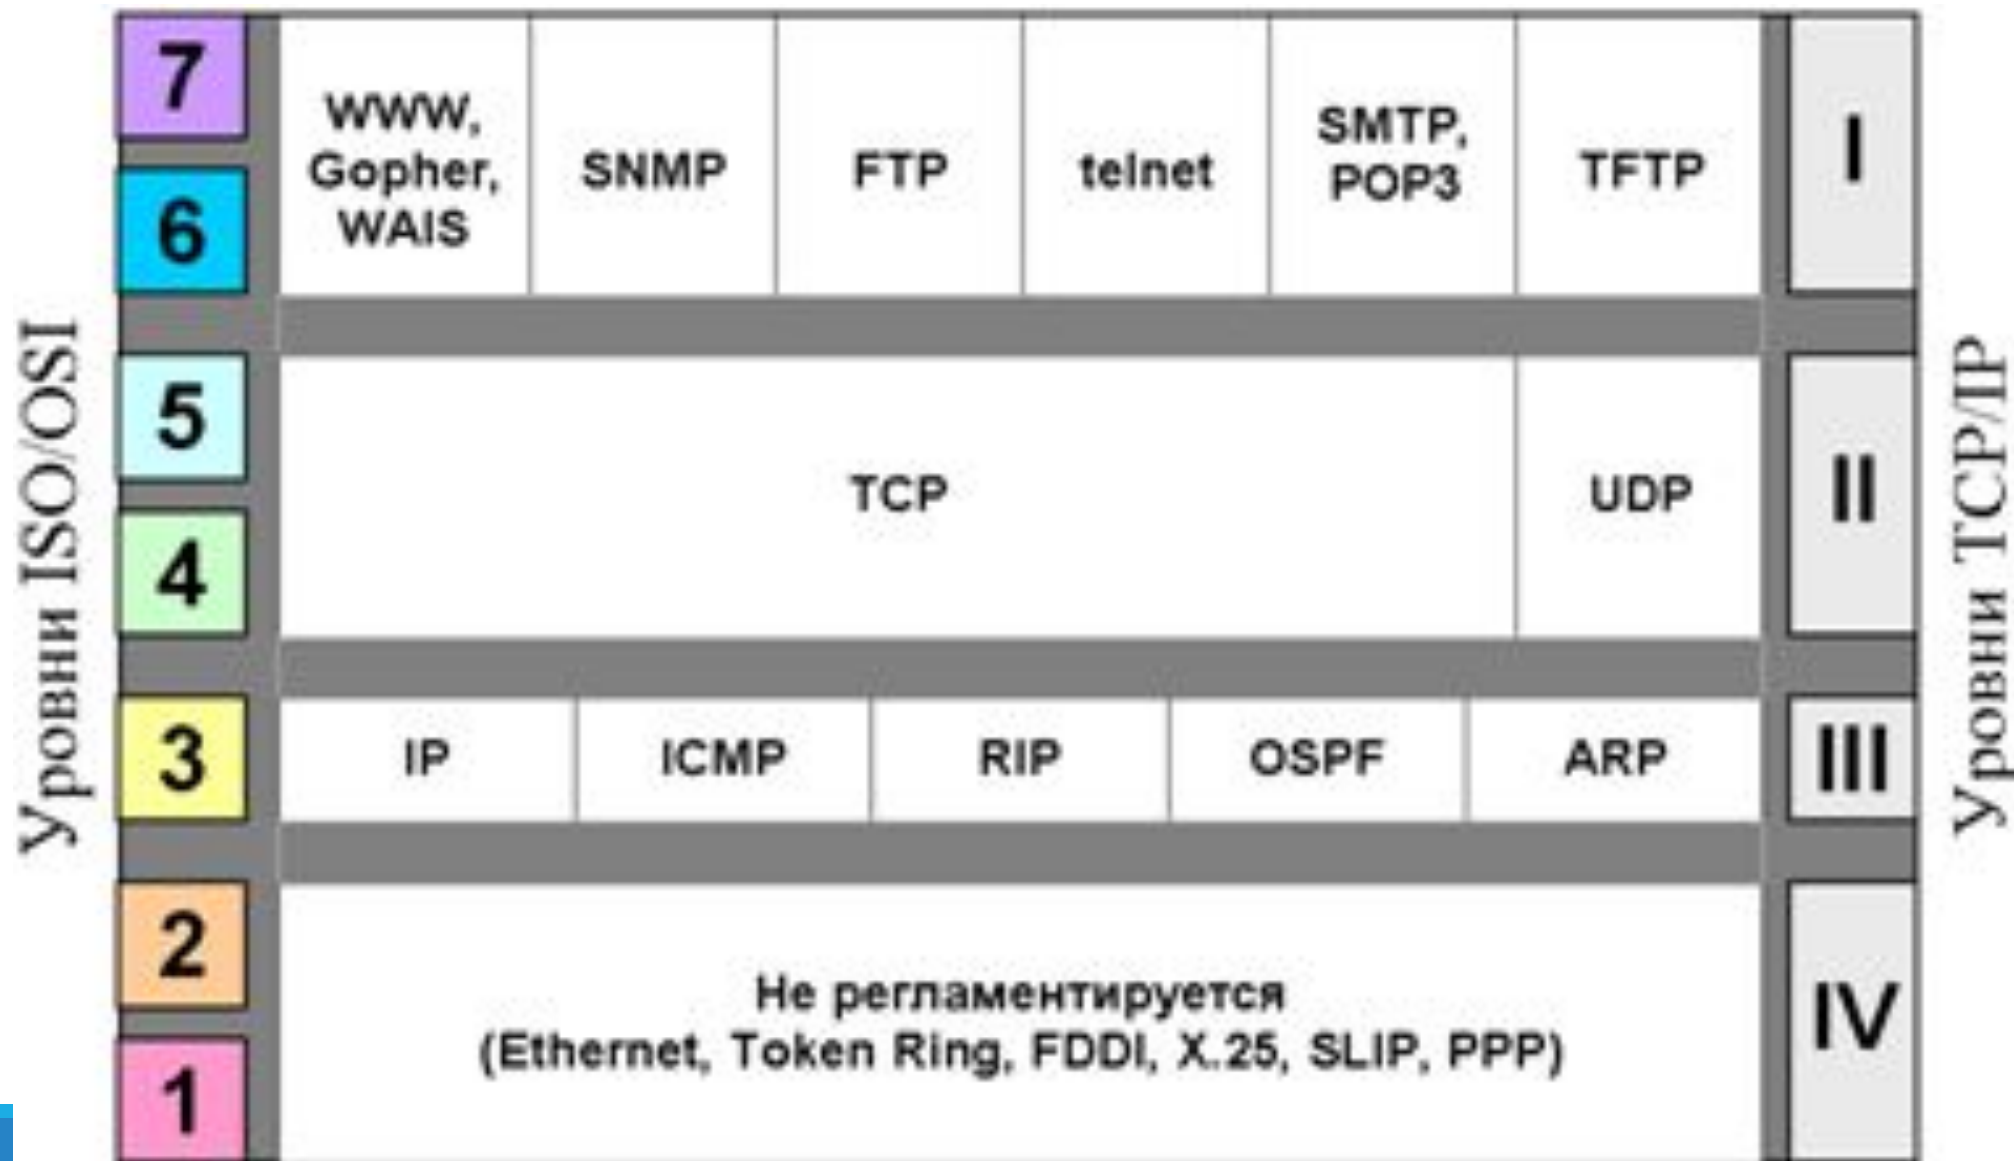 Уровни ISO/OSI
7
6
WWW,
Gopher,
WAIS
SNMP
FTP
telnet
SMTP,
POP3
TFTP
I
5
4
TCP
UDP
II
3
IP
ICMP
RIP
OSPF
ARP
III
2
1
Не регламентируется
(Ethernet, Token Ring, FDDI, X.25, SLIP, PPP)
IV
Уровни TCP/IP